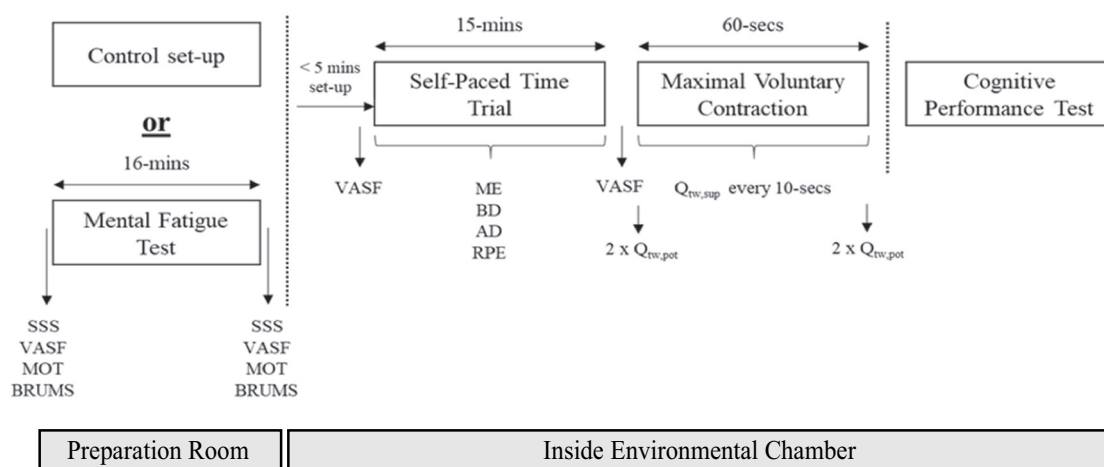 Control set-up
or
16-mins
Mental Fatigue
Test
SSS
VASF
MOT
BRUMS
SSS
VASF
MOT
BRUMS
< 5 mins
set-up
VASF
15-mins
Self-Paced Time
Trial
ME
BD
AD
RPE
VASF
60-secs
Maximal Voluntary
Contraction
Qtw,sup every 10-secs
2 x Qtw,pot
2 x Qtw,pot
Cognitive
Performance Test
Preparation Room
Inside Environmental Chamber